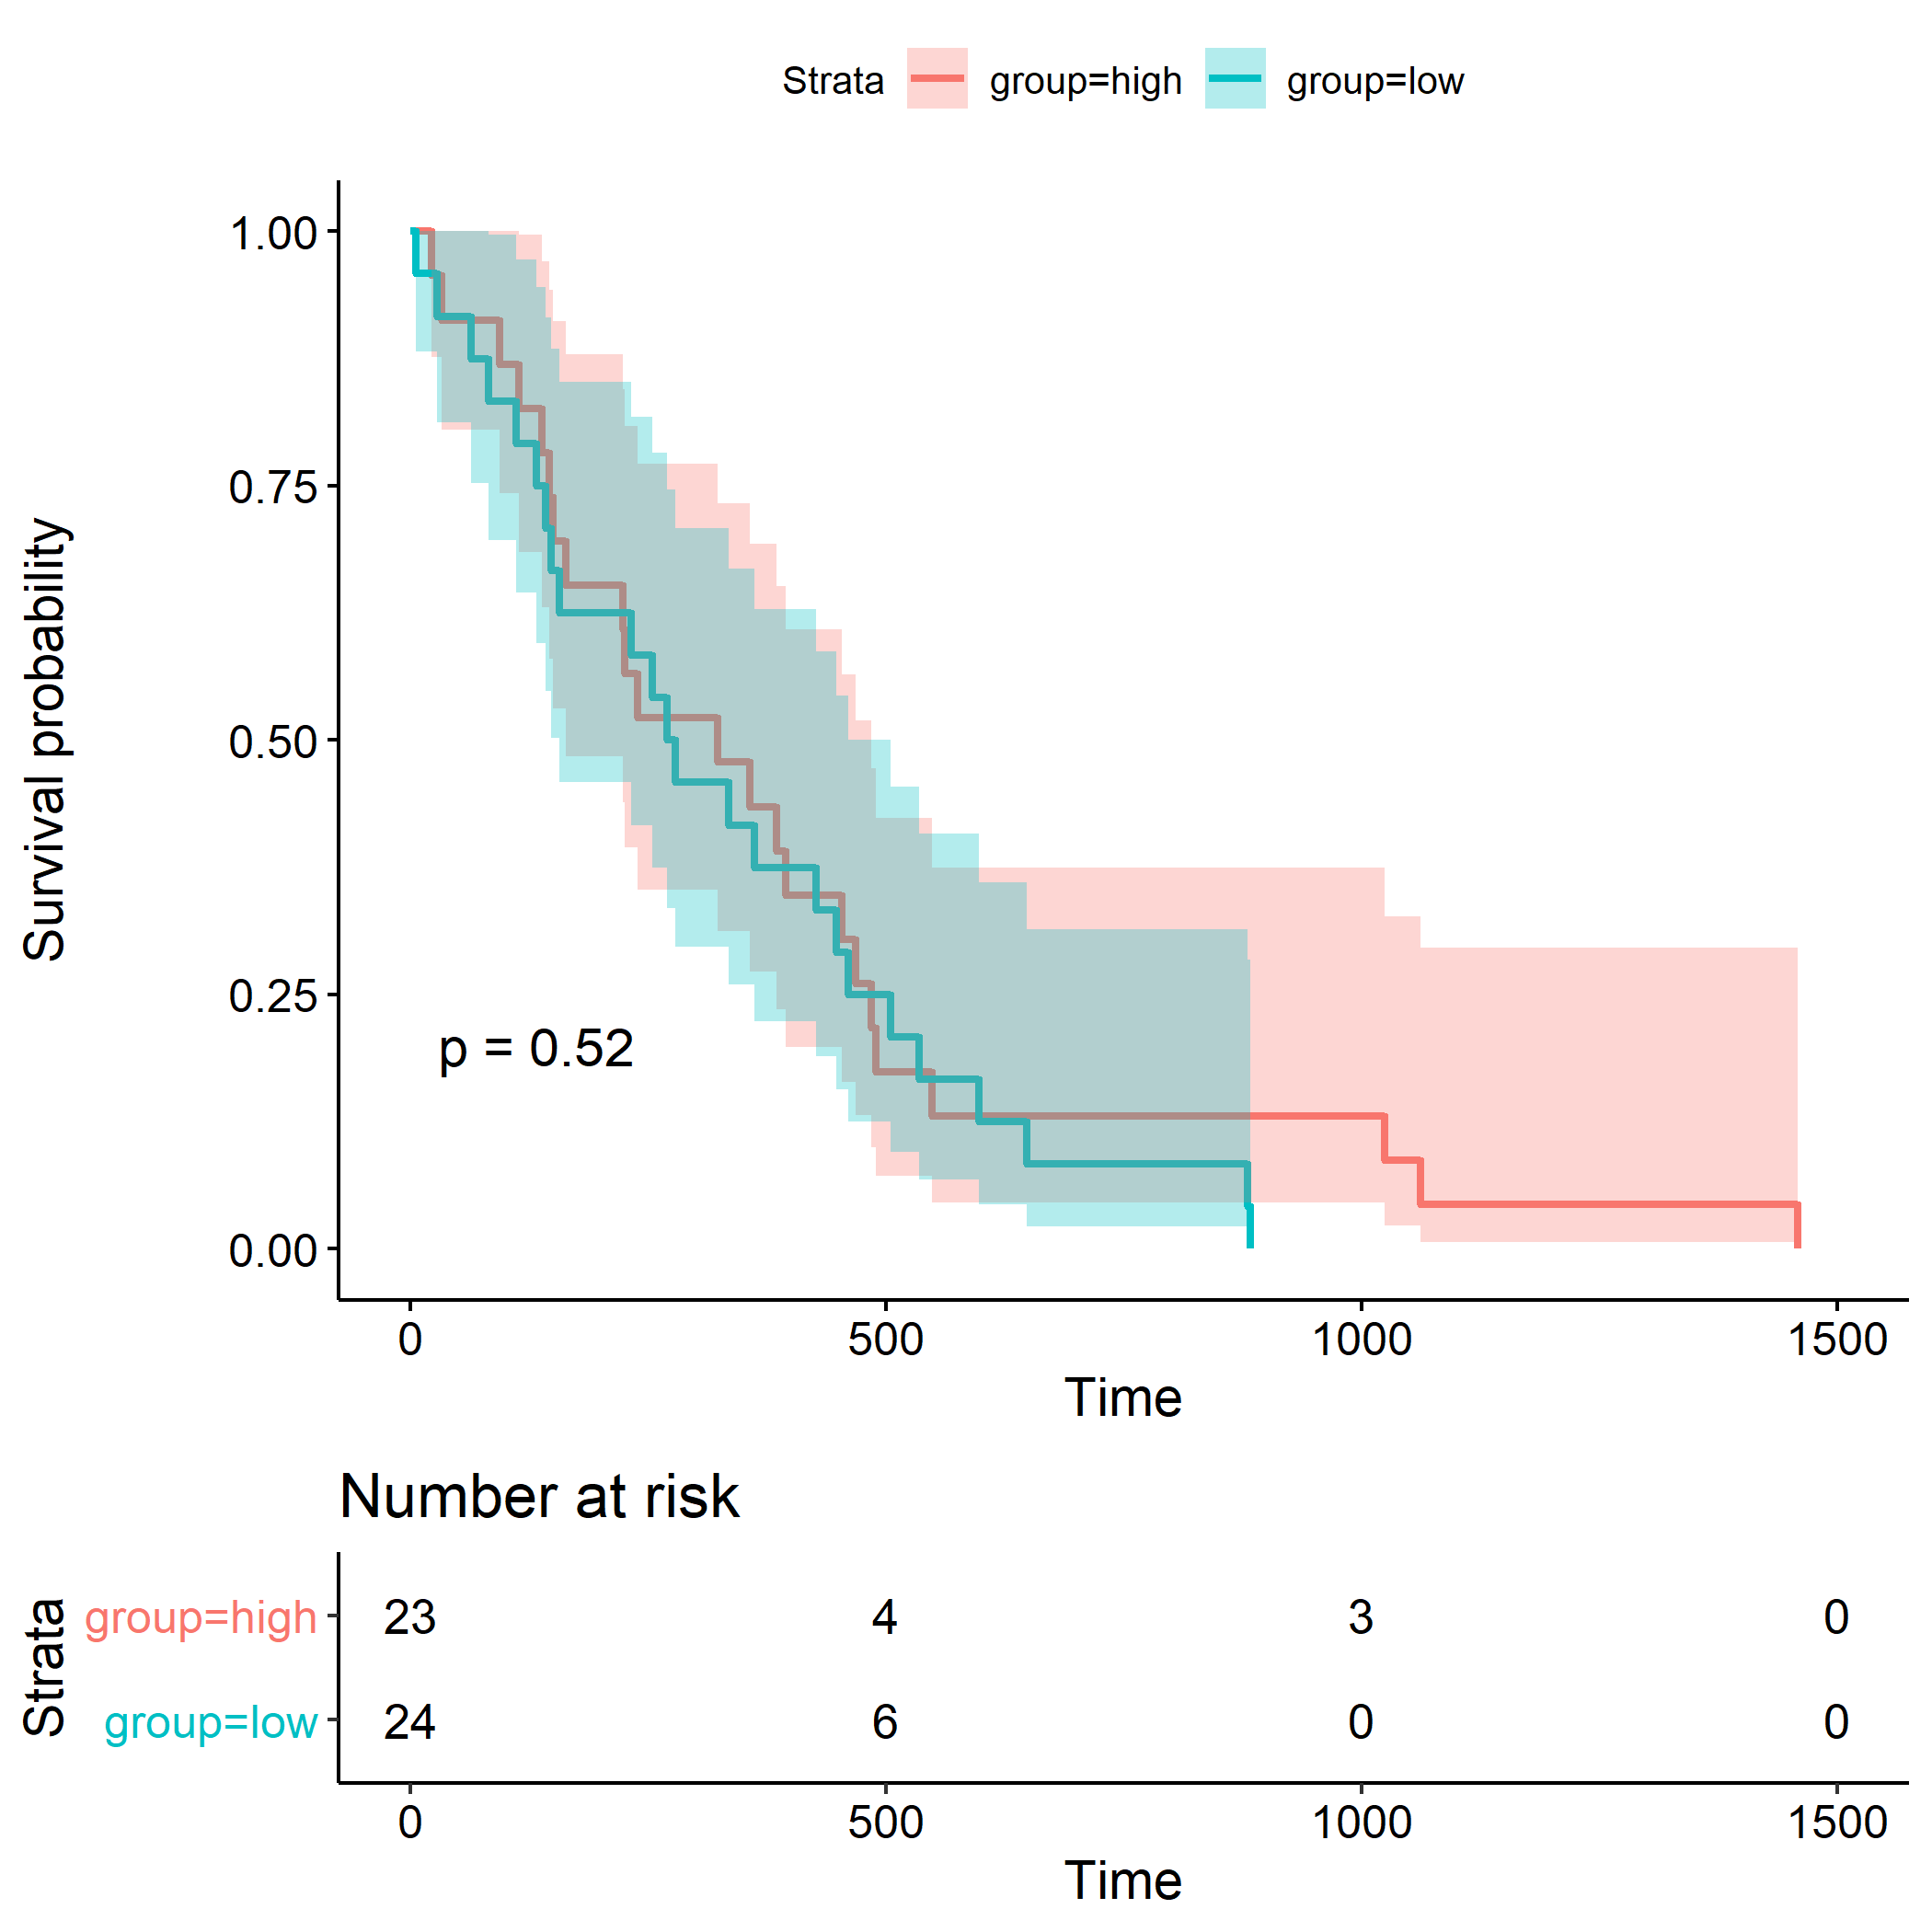 Strata group=high group=low
1.00
0.75
0.50
0.25
0.00
Survival probability
p = 0.52
0 500 1000 1500
Time
Number at risk
Strata
group=high 23 4 3 0
group=low 24 6 0 0
0 500 1000 1500
Time